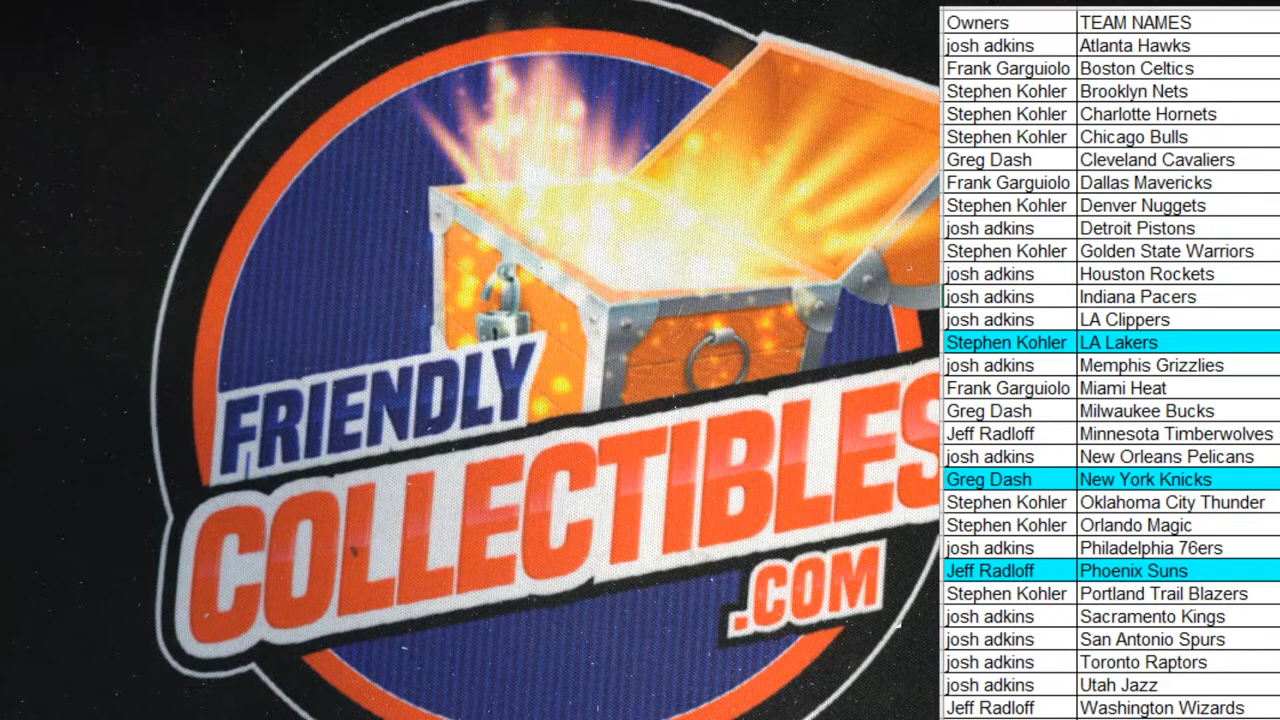 FRIENDLY
COLLECTIBLES
.COM
Owners TEAM NAMES
josh adkins Atlanta Hawks
Frank Garguiolo Boston Celtics
Stephen Kohler Brooklyn Nets
Stephen Kohler Charlotte Hornets
Stephen Kohler Chicago Bulls
Greg Dash Cleveland Cavaliers
Frank Garguiolo Dallas Mavericks
Stephen Kohler Denver Nuggets
josh adkins Detroit Pistons
Stephen Kohler Golden State Warriors
josh adkins Houston Rockets
josh adkins Indiana Pacers
josh adkins LA Clippers
Stephen Kohler LA Lakers
josh adkins Memphis Grizzlies
Frank Garguiolo Miami Heat
Greg Dash Milwaukee Bucks
Jeff Radloff Minnesota Timberwolves
josh adkins New Orleans Pelicans
Greg Dash New York Knicks
Stephen Kohler Oklahoma City Thunder
Stephen Kohler Orlando Magic
josh adkins Philadelphia 76ers
Jeff Radloff Phoenix Suns
Stephen Kohler Portland Trail Blazers
josh adkins Sacramento Kings
josh adkins San Antonio Spurs
josh adkins Toronto Raptors
josh adkins Utah Jazz
Jeff Radloff Washington Wizards